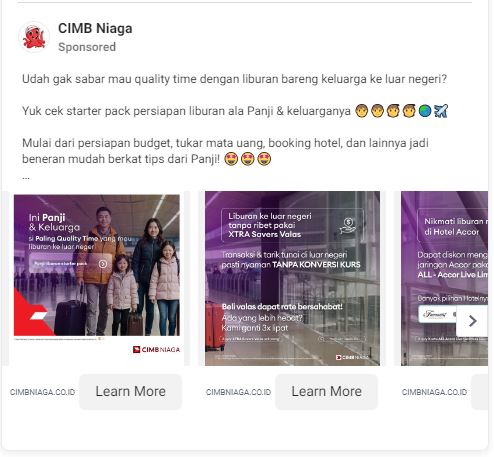 CIMB Niaga
Sponsored
Udah gak sabar mau quality time dengan liburan bareng keluarga ke luar negeri?
Yuk cek starter pack persiapan liburan ala Panji & keluarganya 👨👩👨👦🌍✈️
Mulai dari persiapan budget, tukar mata uang, booking hotel, dan lainnya jadi
beneran mudah berkat tips dari Panji! 🤩🤩🤩
...
Ini Panji
& Keluarga
si Paling Quality Time yang mau
liburan ke luar negeri
Panji liburan starter pack
CIMB NIAGA
Liburan ke luar negeri
tanpa ribet pakai
XTRA Savers Valas
Transaksi & tarik tunai di luar negeri
pasti nyaman TANPA KONVERSI KURS
Beli valas dapat rate bersahabat!
Ada yang lebih hebat?
Kami ganti 3x lipat
CIMB NIAGA
Nikmati liburan
di Hotel Accor
Dapat diskon meng
jaringan Accor pak
ALL - Accor Live Lim
Banyak pilihan Hotelny
Fairmont
CIMBNIAGA.CO.ID
Learn More
CIMBNIAGA.CO.ID
Learn More
CIMBNIAGA.CO.ID